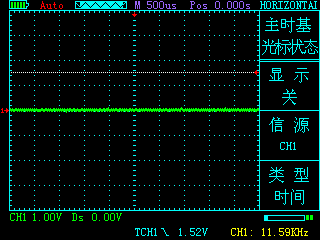 Auto M 500us Pos 0.000s HORIZONTAL
主时基
光标状态
显 示
关
信 源
CH1
类 型
时间
CH1 1.00V Ds 0.00V
TCH1 1.52V CH1: 11.59KHz